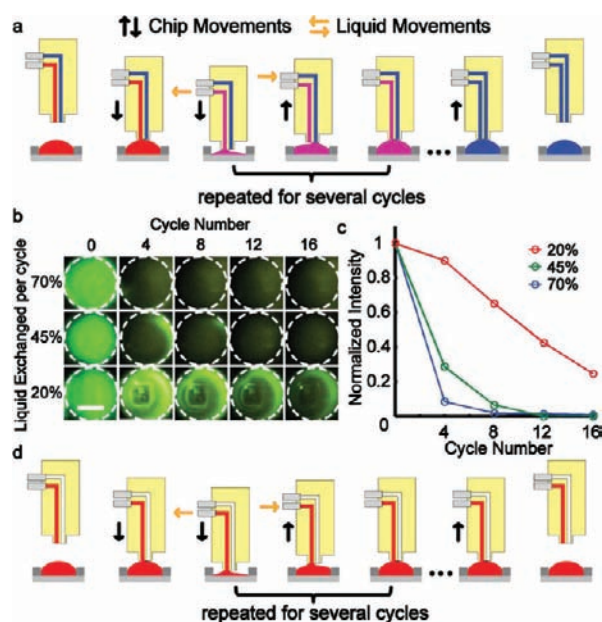 a
Chip Movements
Liquid Movements
repeated for several cycles
b
Cycle Number
0 4 8 12 16
Liquid Exchanged per cycle
70%
45%
20%
c
20%
45%
70%
Normalized Intensity
1
0.8
0.6
0.4
0.2
0
4 8 12 16
Cycle Number
d
repeated for several cycles